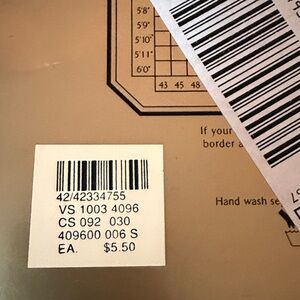 5'8"
5'9"
5'10"
5'11"
6'0"
43 45 48
If your
border a
Hand wash se
42/42334755
VS 1003 4096
CS 092 030
409600 006 S
EA. $5.50